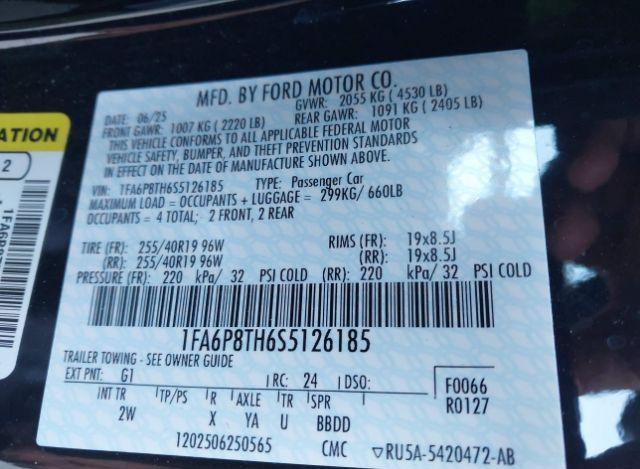 MFD. BY FORD MOTOR CO.
DATE: 06/25 GVWR: 2055 KG ( 4530 LB)
FRONT GAWR: 1007 KG ( 2220 LB) REAR GAWR: 1091 KG ( 2405 LB)
THIS VEHICLE CONFORMS TO ALL APPLICABLE FEDERAL MOTOR
VEHICLE SAFETY, BUMPER, AND THEFT PREVENTION STANDARDS
IN EFFECT ON THE DATE OF MANUFACTURE SHOWN ABOVE.
VIN: 1FA6P8TH6S5126185 TYPE: Passenger Car
MAXIMUM LOAD = OCCUPANTS + LUGGAGE = 299KG/ 660LB
OCCUPANTS = 4 TOTAL; 2 FRONT, 2 REAR
TIRE (FR): 255/40R19 96W RIMS (FR): 19x8.5J
(RR): 255/40R19 96W (RR): 19x8.5J
PRESSURE (FR): 220 kPa/ 32 PSI COLD (RR): 220 kPa/ 32 PSI COLD
1FA6P8TH6S5126185
TRAILER TOWING - SEE OWNER GUIDE
EXT PNT: G1 RC: 24 DSO: F0066
R0127
INT TR TP/PS R AXLE TR SPR
2W X YA U BBDD
1202506250565 CMC RU5A-5420472-AB
ATION
2